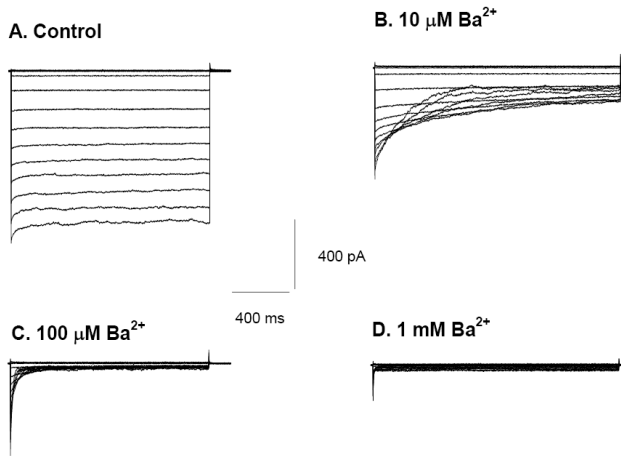 A. Control
B. 10 μM Ba²⁺
400 pA
400 ms
C. 100 μM Ba²⁺
D. 1 mM Ba²⁺